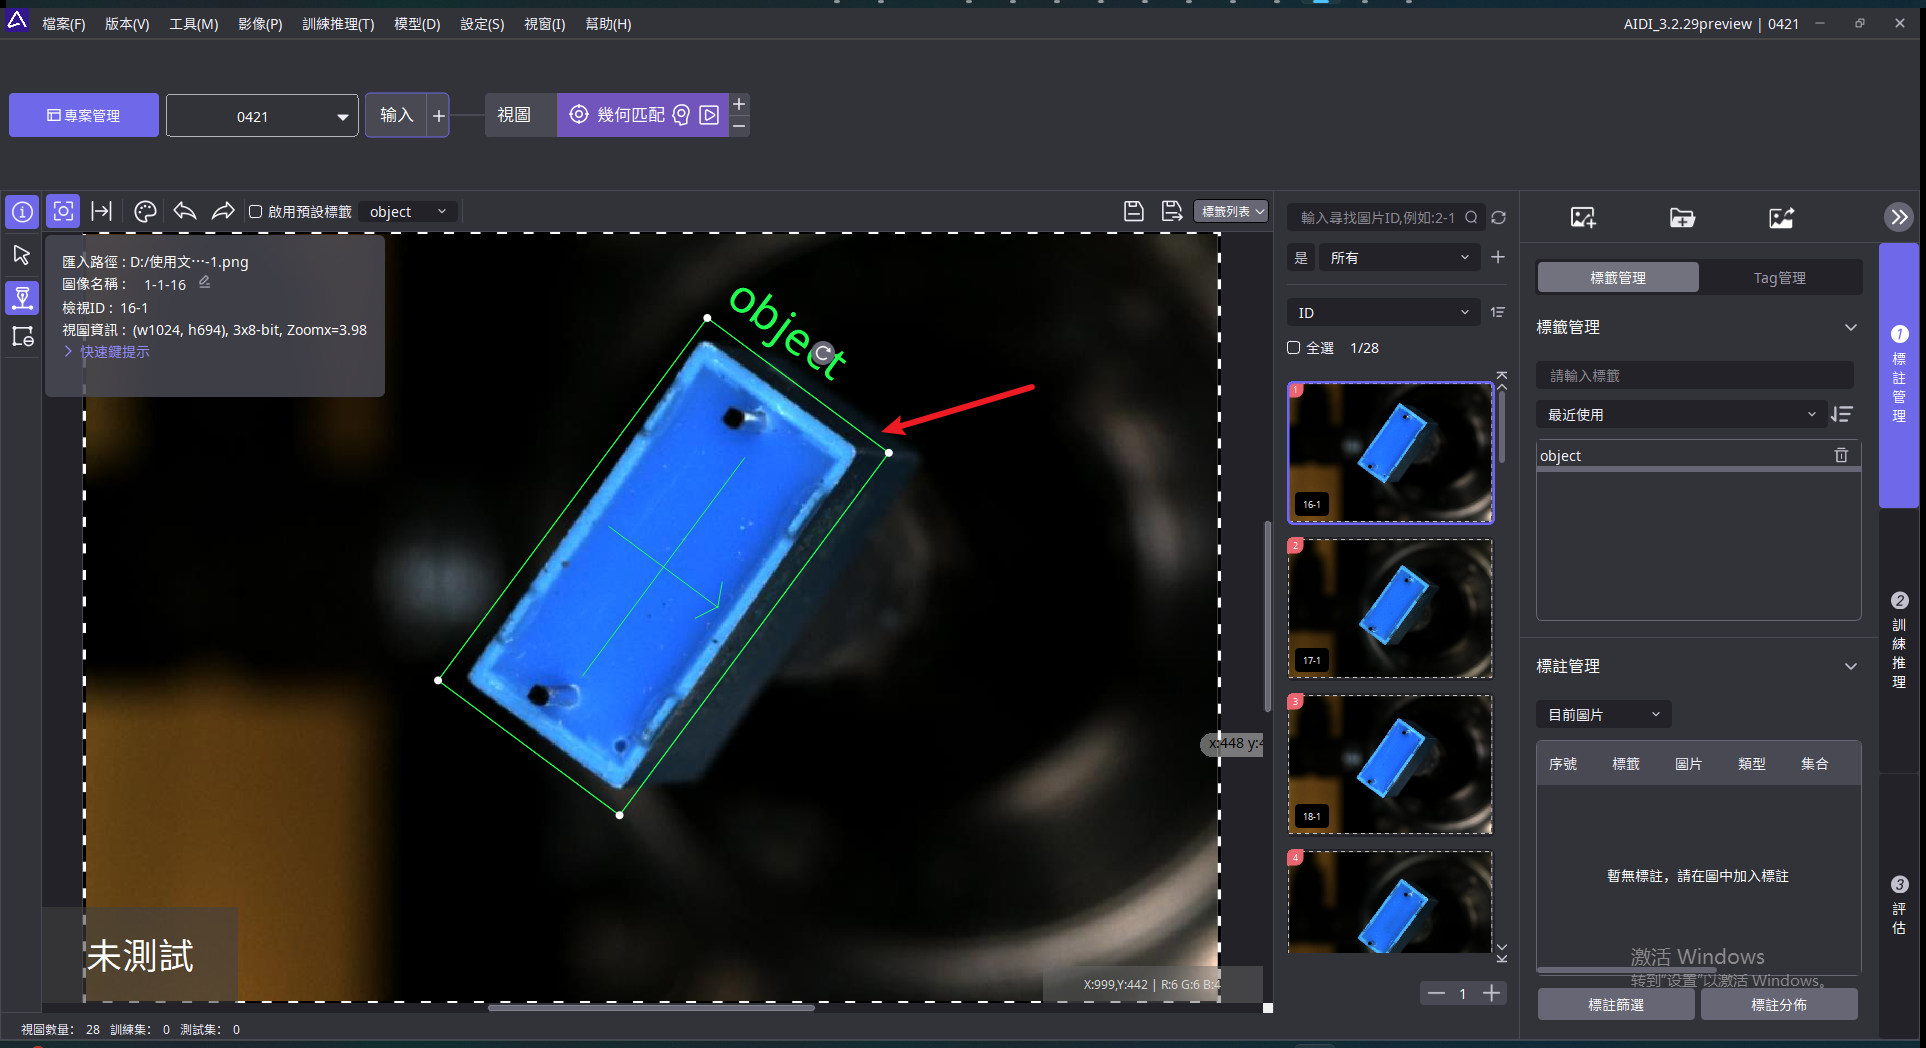 檔案(F) 版本(V) 工具(M) 影像(P) 訓練推理(T) 模型(D) 設定(S) 視窗(I) 幫助(H)
AIDI_3.2.29preview | 0421
專案管理
0421
输入 +
視圖
幾何匹配
啟用預設標籤
object
標籤列表
匯入路徑 : D:/使用文⋯-1.png
圖像名稱 : 1-1-16
檢視ID : 16-1
視圖資訊 : (w1024, h694), 3x8-bit, Zoomx=3.98
快速鍵提示
object
x:448 y:4
未測試
X:999,Y:442 | R:6 G:6 B:4
視圖數量: 28 訓練集: 0 測試集: 0
輸入尋找圖片ID,例如:2-1
是
所有
ID
全選 1/28
1
16-1
2
17-1
3
18-1
4
1
標籤管理
Tag管理
標籤管理
請輸入標籤
最近使用
object
標註管理
目前圖片
序號 標籤 圖片 類型 集合
暫無標註，請在圖中加入標註
激活 Windows
转到"设置"以激活 Windows。
標註篩選
標註分佈
1
標註管理
2
訓練推理
3
評估